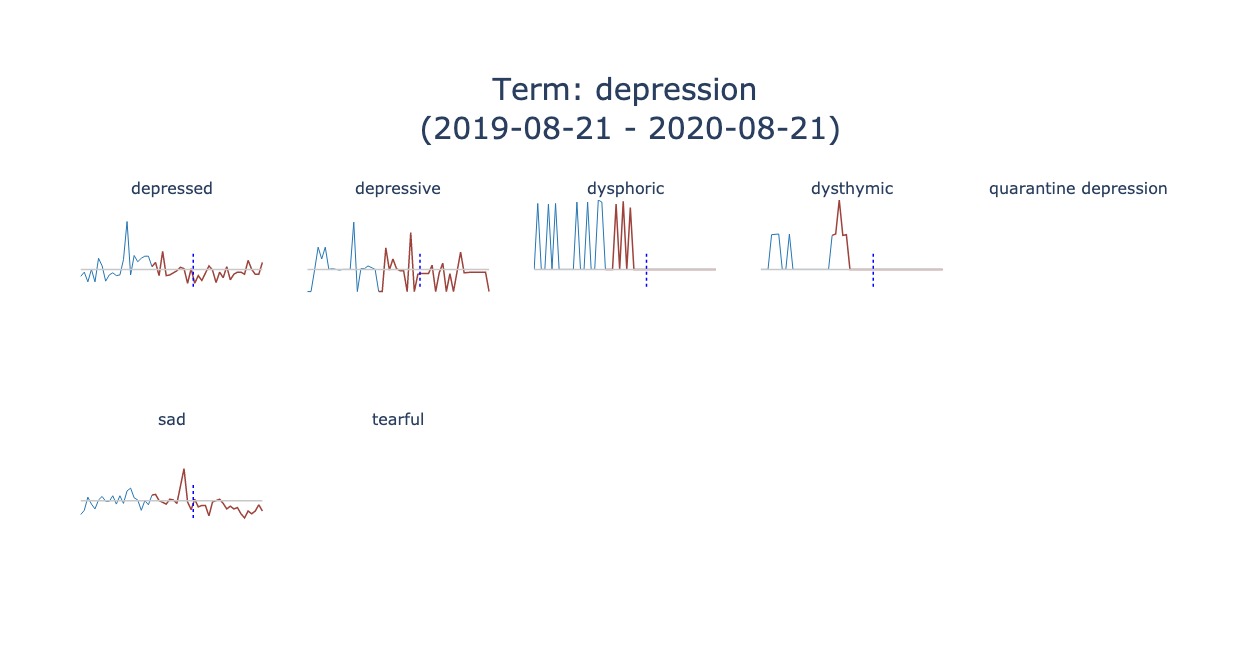 Term: depression
(2019-08-21 - 2020-08-21)
depressed
depressive
dysphoric
dysthymic
quarantine depression
sad
tearful